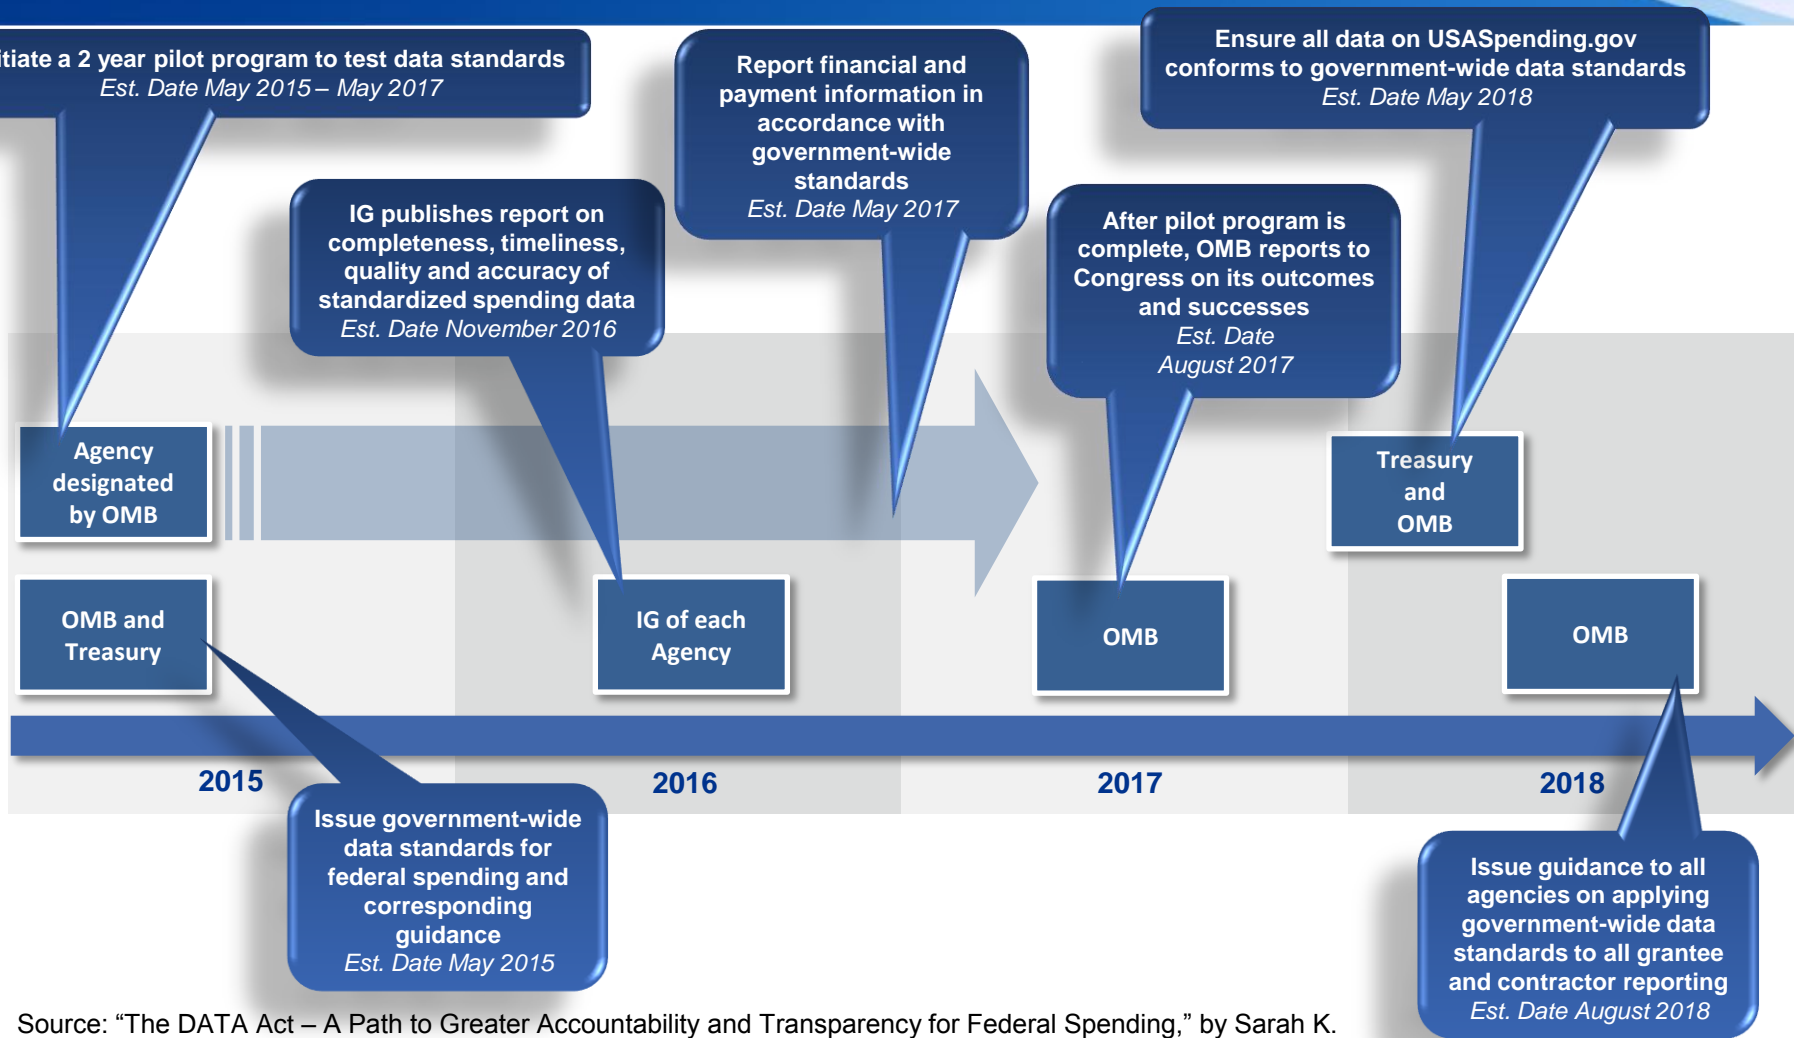 itiate a 2 year pilot program to test data standards
Est. Date May 2015 – May 2017
Report financial and
payment information in
accordance with
government-wide
standards
Est. Date May 2017
Ensure all data on USASpending.gov
conforms to government-wide data standards
Est. Date May 2018
IG publishes report on
completeness, timeliness,
quality and accuracy of
standardized spending data
Est. Date November 2016
After pilot program is
complete, OMB reports to
Congress on its outcomes
and successes
Est. Date
August 2017
Agency
designated
by OMB
Treasury
and
OMB
OMB and
Treasury
IG of each
Agency
OMB
OMB
2015
2016
2017
2018
Issue government-wide
data standards for
federal spending and
corresponding
guidance
Est. Date May 2015
Issue guidance to all
agencies on applying
government-wide data
standards to all grantee
and contractor reporting
Est. Date August 2018
Source: “The DATA Act – A Path to Greater Accountability and Transparency for Federal Spending,” by Sarah K.